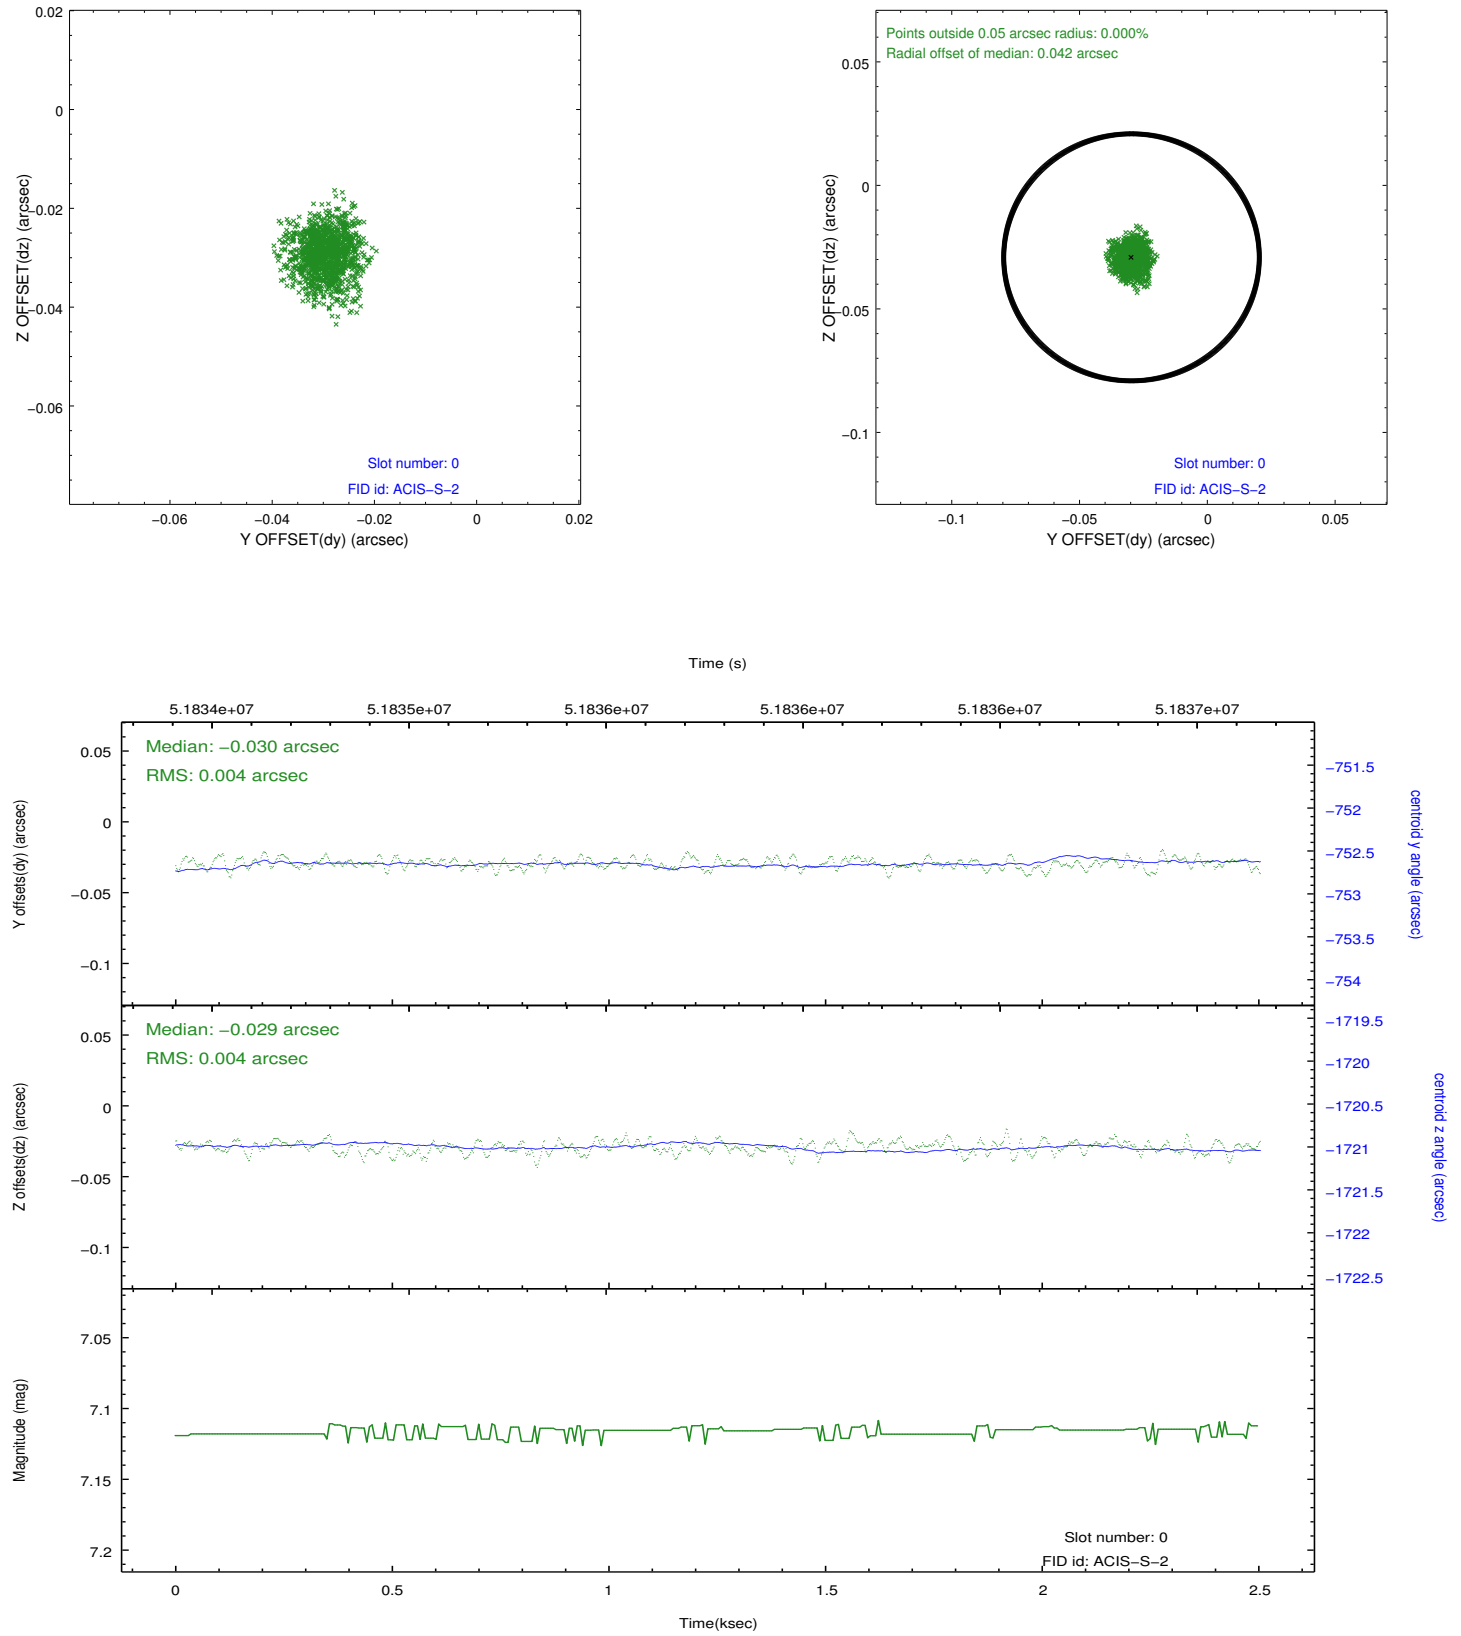 0.02
0
−0.02
−0.04
−0.06
Z OFFSET(dz) (arcsec)
Slot number: 0
FID id: ACIS−S−2
−0.06 −0.04 −0.02 0 0.02
Y OFFSET(dy) (arcsec)
Points outside 0.05 arcsec radius: 0.000%
Radial offset of median: 0.042 arcsec
0.05
0
−0.05
−0.1
Z OFFSET(dz) (arcsec)
Slot number: 0
FID id: ACIS−S−2
−0.1 −0.05 0 0.05
Y OFFSET(dy) (arcsec)
Time (s)
5.1834e+07 5.1835e+07 5.1836e+07 5.1836e+07 5.1836e+07 5.1837e+07
Median: −0.030 arcsec
RMS: 0.004 arcsec
0.05
0
−0.05
−0.1
Y offsets(dy) (arcsec)
−751.5
−752
−752.5
−753
−753.5
−754
centroid y angle (arcsec)
Median: −0.029 arcsec
RMS: 0.004 arcsec
0.05
0
−0.05
−0.1
Z offsets(dz) (arcsec)
−1719.5
−1720
−1720.5
−1721
−1721.5
−1722
−1722.5
centroid z angle (arcsec)
7.05
7.1
7.15
7.2
Magnitude (mag)
Slot number: 0
FID id: ACIS−S−2
0 0.5 1 1.5 2 2.5
Time(ksec)